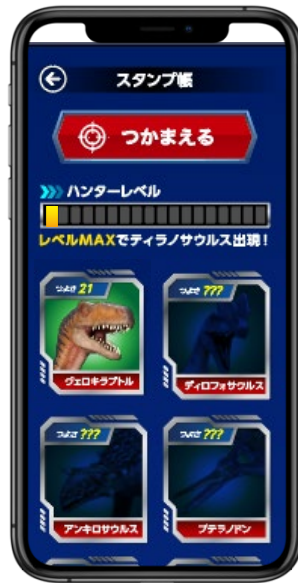 スタンプ帳
つかまえる
ハンターレベル
レベルMAXでティラノサウルス出現！
つよさ 21
ヴェロキラプトル
つよさ ???
ディロフォサウルス
つよさ ???
アンキロサウルス
つよさ ???
プテラノドン